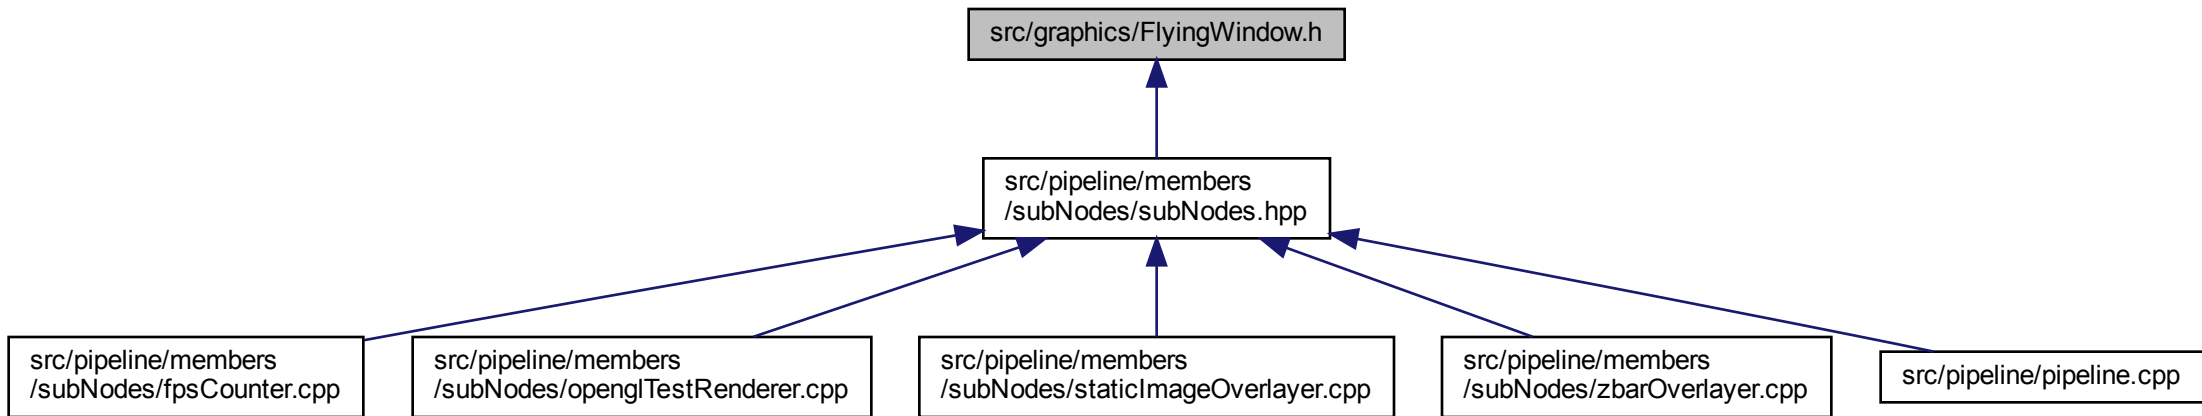 src/graphics/FlyingWindow.h
src/pipeline/members
/subNodes/subNodes.hpp
src/pipeline/members
/subNodes/fpsCounter.cpp
src/pipeline/members
/subNodes/openglTestRenderer.cpp
src/pipeline/members
/subNodes/staticImageOverlayer.cpp
src/pipeline/members
/subNodes/zbarOverlayer.cpp
src/pipeline/pipeline.cpp